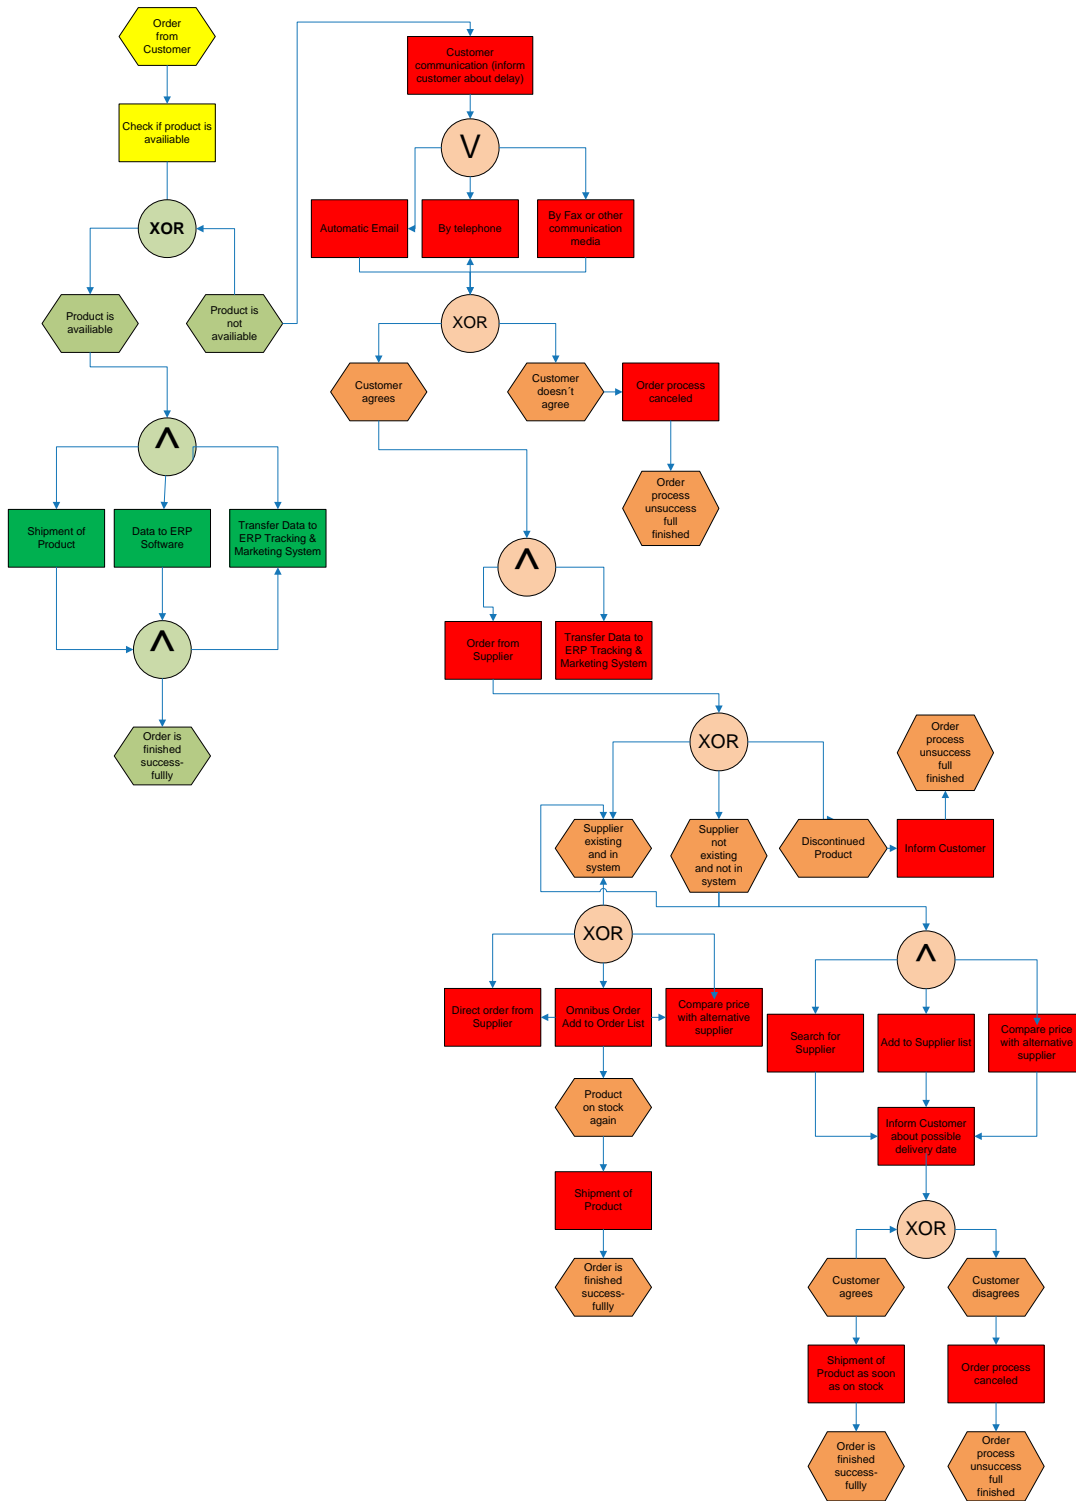 Order
from
Customer
Customer
communication (inform
customer about delay)
Check if product is
availiable
V
XOR
Automatic Email
By telephone
By Fax or other
communication
media
Product is
availiable
Product is
not
availiable
XOR
Customer
agrees
Customer
doesn´t
agree
Order process
canceled
^
Order
process
unsuccess
full
finished
Shipment of
Product
Data to ERP
Software
Transfer Data to
ERP Tracking &
Marketing System
^
^
Order from
Supplier
Transfer Data to
ERP Tracking &
Marketing System
Order is
finished
success-
fullly
XOR
Order
process
unsuccess
full
finished
Supplier
existing
and in
system
Supplier
not
existing
and not in
system
Discontinued
Product
Inform Customer
XOR
^
Direct order from
Supplier
Omnibus Order
Add to Order List
Compare price
with alternative
supplier
Search for
Supplier
Add to Supplier list
Compare price
with alternative
supplier
Product
on stock
again
Inform Customer
about possible
delivery date
Shipment of
Product
XOR
Order is
finished
success-
fullly
Customer
agrees
Customer
disagrees
Shipment of
Product as soon
as on stock
Order process
canceled
Order is
finished
success-
fullly
Order
process
unsuccess
full
finished